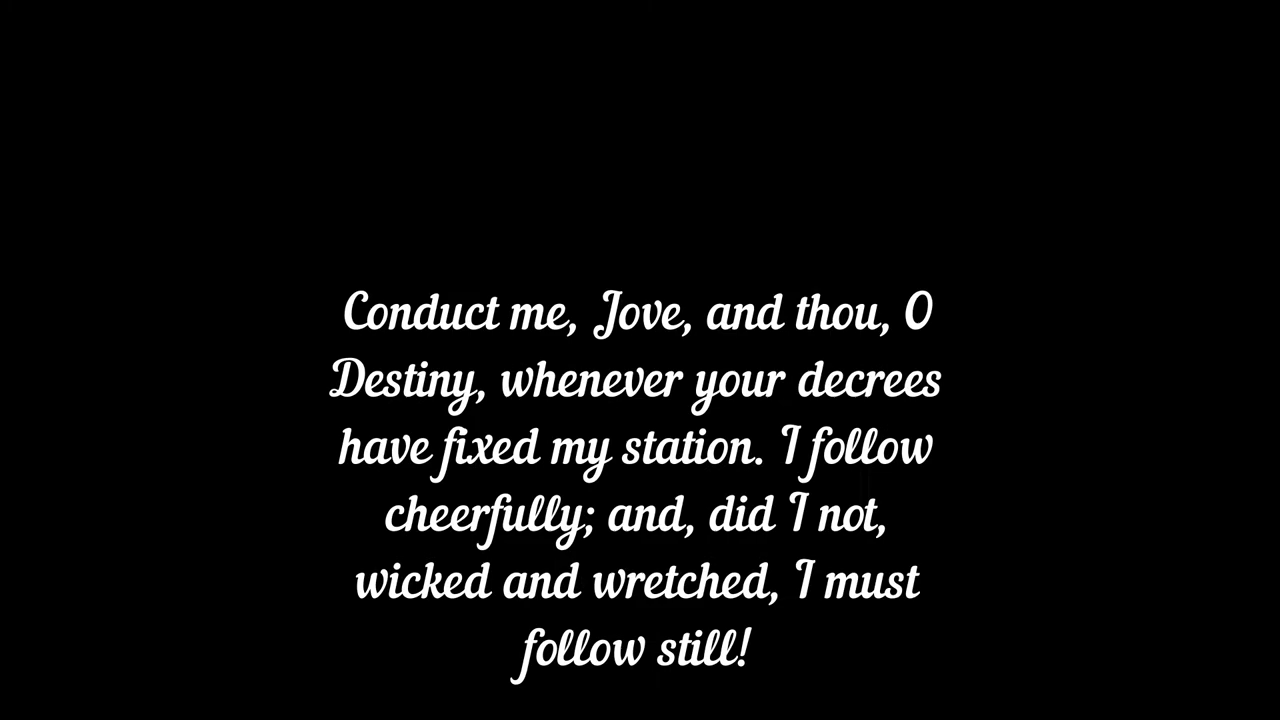 Conduct me, Jove, and thou, O
Destiny, whenever your decrees
have fixed my station. I follow
cheerfully; and, did I not,
wicked and wretched, I must
follow still!